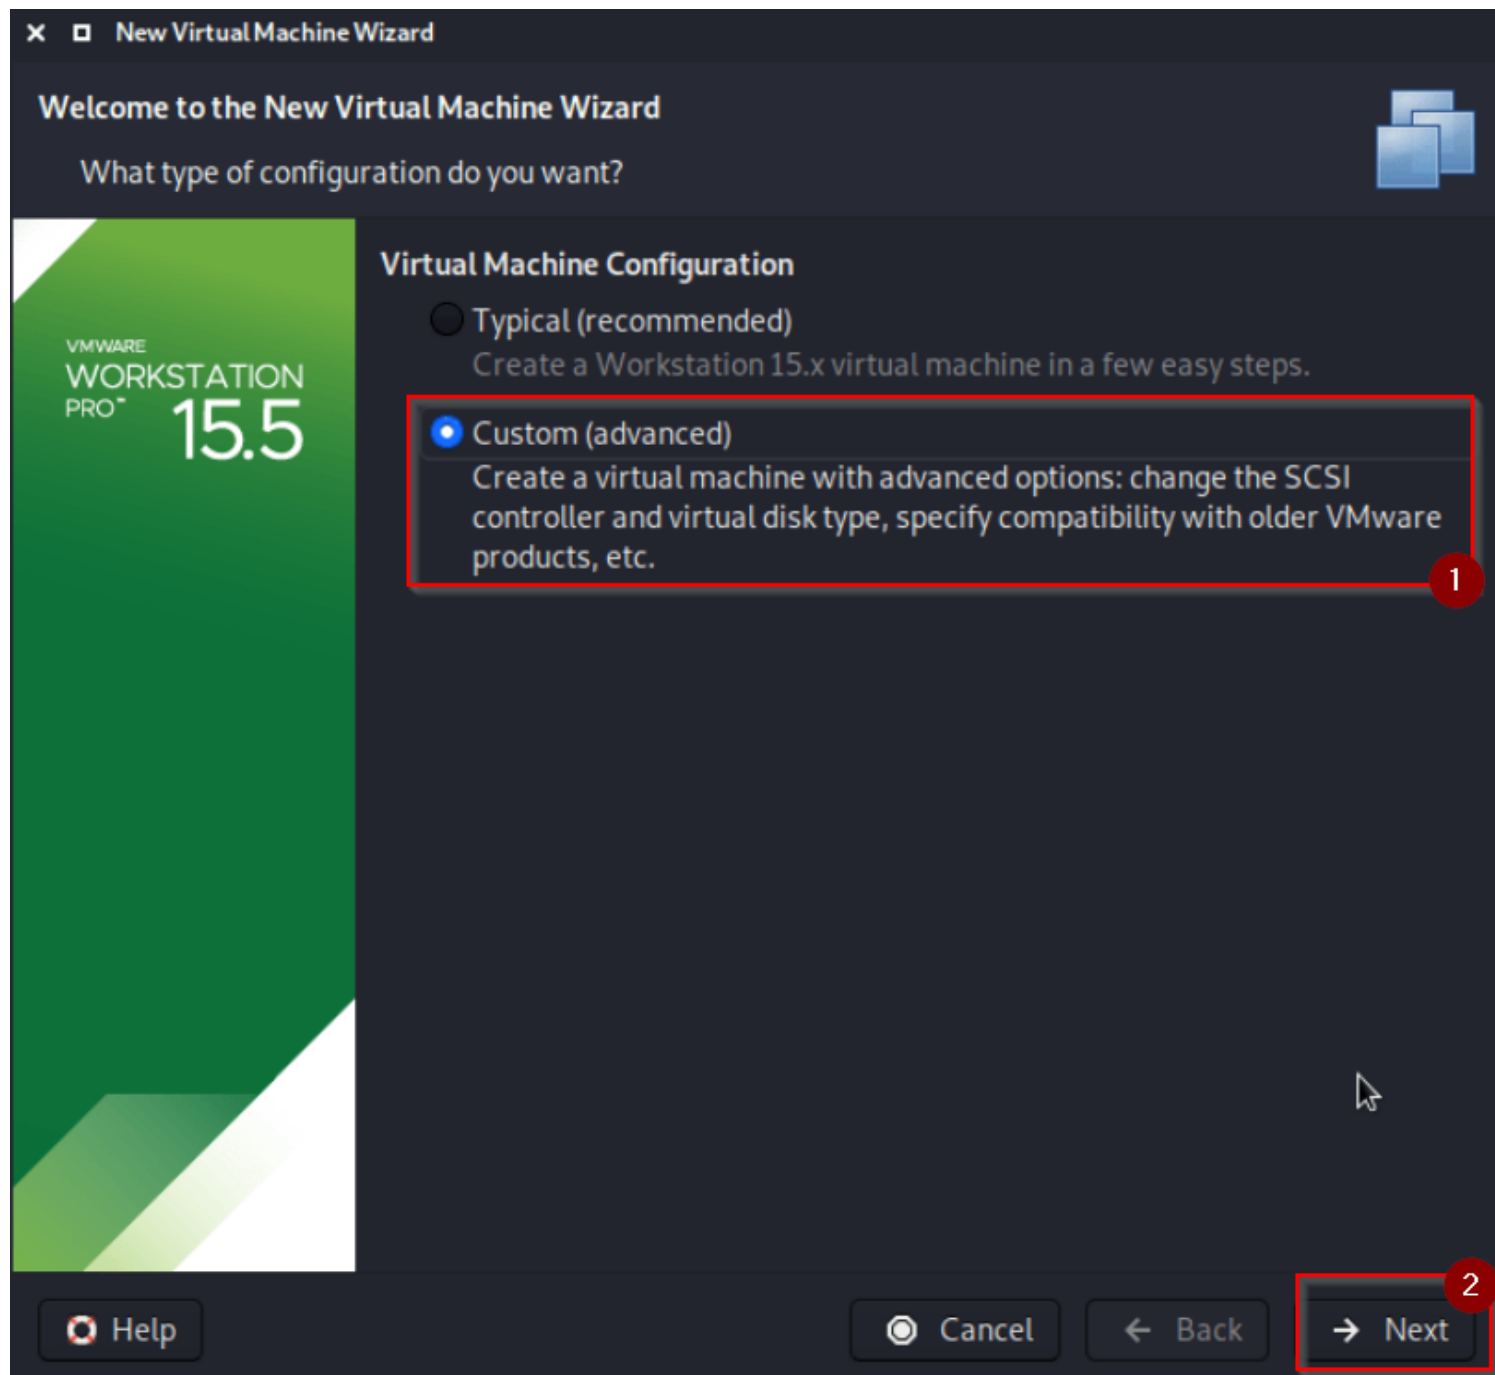 New Virtual Machine Wizard
Welcome to the New Virtual Machine Wizard
What type of configuration do you want?
VMWARE
WORKSTATION
PRO™ 15.5
Virtual Machine Configuration
Typical (recommended)
Create a Workstation 15.x virtual machine in a few easy steps.
Custom (advanced)
Create a virtual machine with advanced options: change the SCSI
controller and virtual disk type, specify compatibility with older VMware
products, etc.
1
2
Help
Cancel
Back
Next